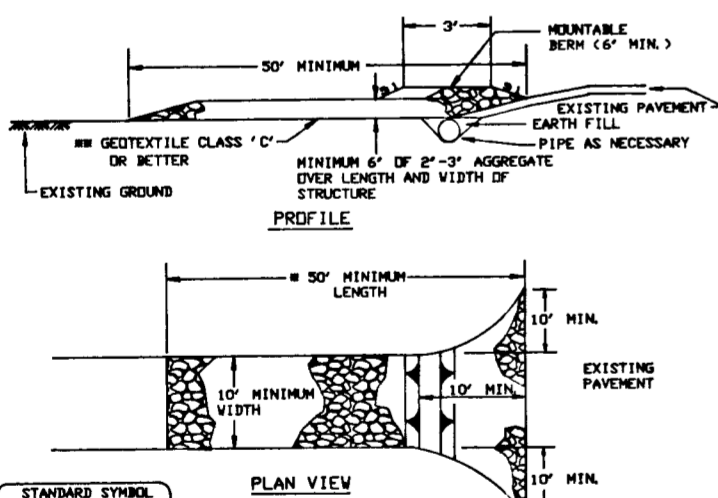 3'
MOUNTABLE
BERM (6' MIN.)
50' MINIMUM
EXISTING PAVEMENT
** GEOTEXTILE CLASS 'C'
OR BETTER
EARTH FILL
PIPE AS NECESSARY
MINIMUM 6' OF 2'-3' AGGREGATE
OVER LENGTH AND WIDTH OF
STRUCTURE
EXISTING GROUND
PROFILE
* 50' MINIMUM
LENGTH
10' MIN.
EXISTING
PAVEMENT
10' MINIMUM
WIDTH
10' MIN.
10' MIN.
PLAN VIEW
STANDARD SYMBOL